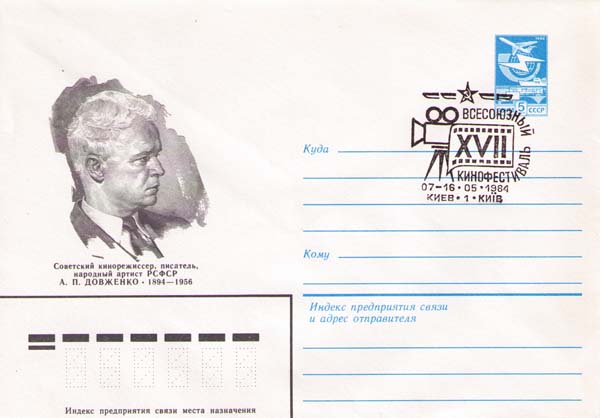 Советский кинорежиссер, писатель,
народный артист РСФСР
А. П. ДОВЖЕНКО · 1894—1956
5 СССР
ВСЕСОЮЗНЫЙ
XVII
КИНОФЕСТИВАЛЬ
07-16·05·1984
КИЕВ·1·КИЇВ
Куда
Кому
Индекс предприятия связи
и адрес отправителя
Индекс предприятия связи места назначения